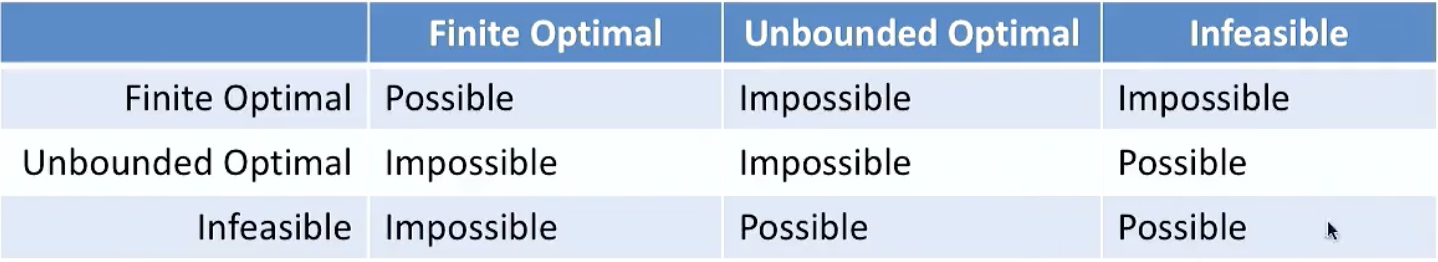 Finite Optimal Unbounded Optimal Infeasible
Finite Optimal Possible Impossible Impossible
Unbounded Optimal Impossible Impossible Possible
Infeasible Impossible Possible Possible